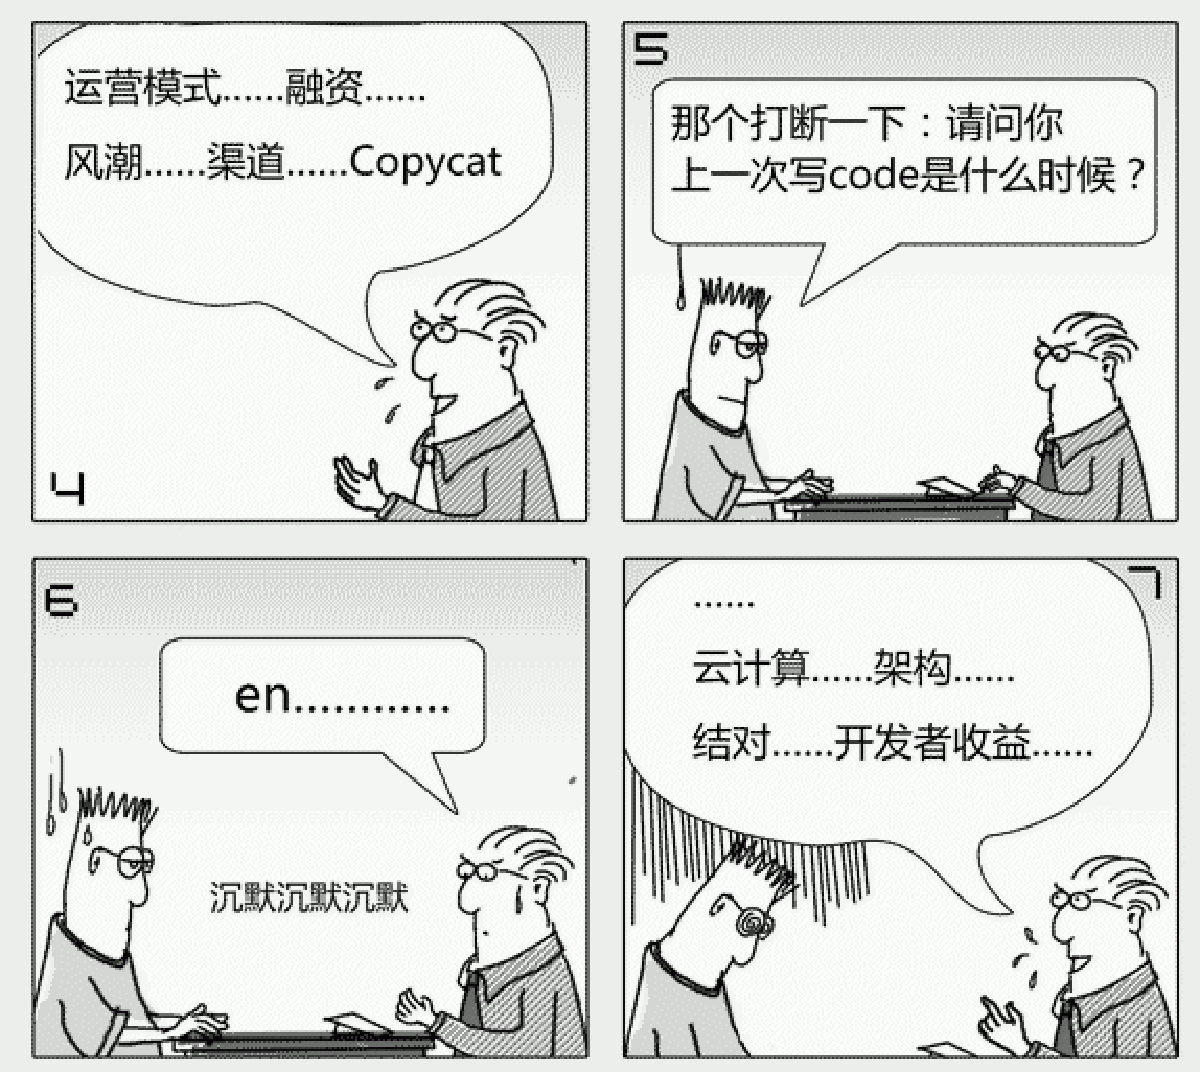 运营模式......融资......
风潮......渠道......Copycat
4
5
那个打断一下：请问你
上一次写code是什么时候？
6
en............
沉默沉默沉默
7
......
云计算......架构......
结对......开发者收益......